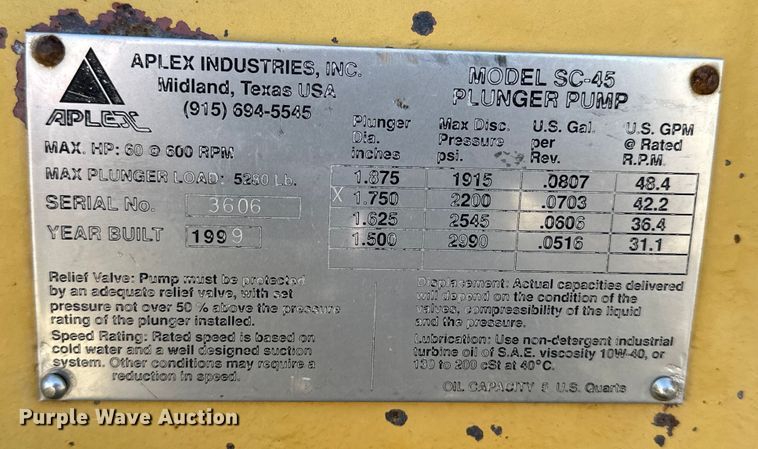 APLEX
APLEX INDUSTRIES, INC.
Midland, Texas USA
(915) 694-5545
MODEL SC-45
PLUNGER PUMP
MAX. HP: 60 @ 600 RPM
MAX PLUNGER LOAD: 5280 Lb.
SERIAL No. 3606
YEAR BUILT 1999
Plunger Dia. inches | Max Disc. Pressure psi. | U.S. Gal. per Rev. | U.S. GPM @ Rated R.P.M.
1.875 1915 .0807 48.4
X 1.750 2200 .0703 42.2
1.625 2545 .0606 36.4
1.500 2990 .0516 31.1
Relief Valve: Pump must be protected
by an adequate relief valve, with set
pressure not over 50 % above the pressure
rating of the plunger installed.
Speed Rating: Rated speed is based on
cold water and a well designed suction
system. Other conditions may require a
reduction in speed.
Displacement: Actual capacities delivered
will depend on the condition of the
valves, compressibility of the liquid
and the pressure.
Lubrication: Use non-detergent industrial
turbine oil of S.A.E. viscosity 10W-40, or
130 to 200 cSt at 40°C.
OIL CAPACITY 5 U.S. Quarts
Purple Wave Auction